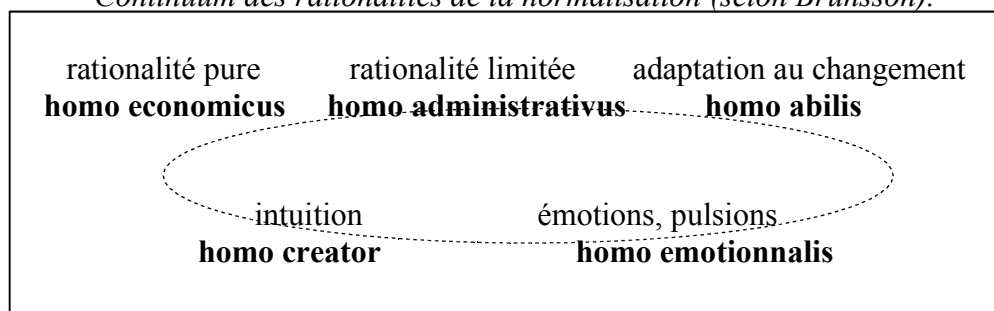 Continuum des rationalités de la normalisation (selon Brunsson).
rationalité pure rationalité limitée adaptation au changement
homo economicus homo administrativus homo abilis
intuition émotions, pulsions
homo creator homo emotionnalis